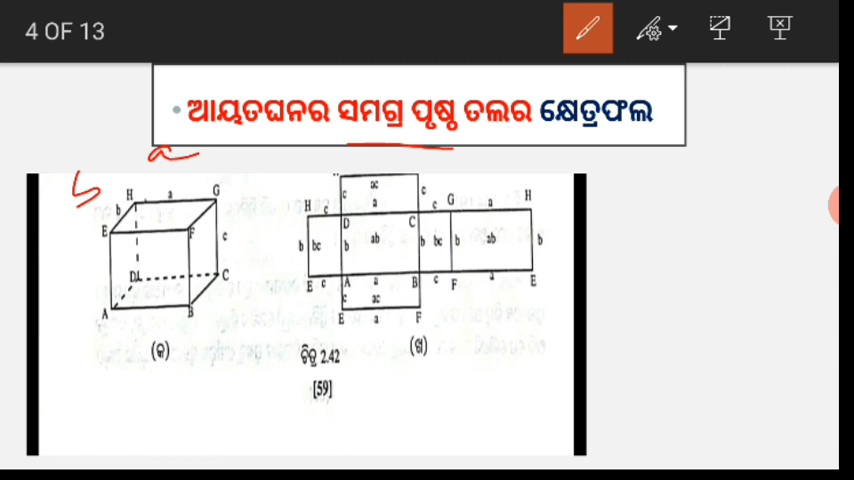 4 OF 13
• ଆୟତଘନର ସମଗ୍ର ପୃଷ୍ଠ ତଳର କ୍ଷେତ୍ରଫଳ
a
b
H a G
b
E F c
D C
A B
(କ)
ac
c a c
H c D C c G a H
b bc b ab b bc b ab b
E c A a B c F a E
c ac
E a F
(ଖ)
ଚିତ୍ର 2.42
[59]